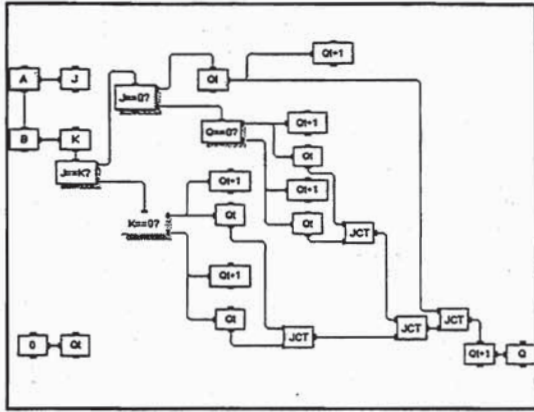 Qt+1
A
J
Qt
J==0?
Qt+1
B
K
Q==0?
Qt
J==K?
Qt+1
Qt+1
K==0?
Qt
Qt
JCT
Qt+1
Qt
JCT
JCT
JCT
0
Qt
Qt+1
Q